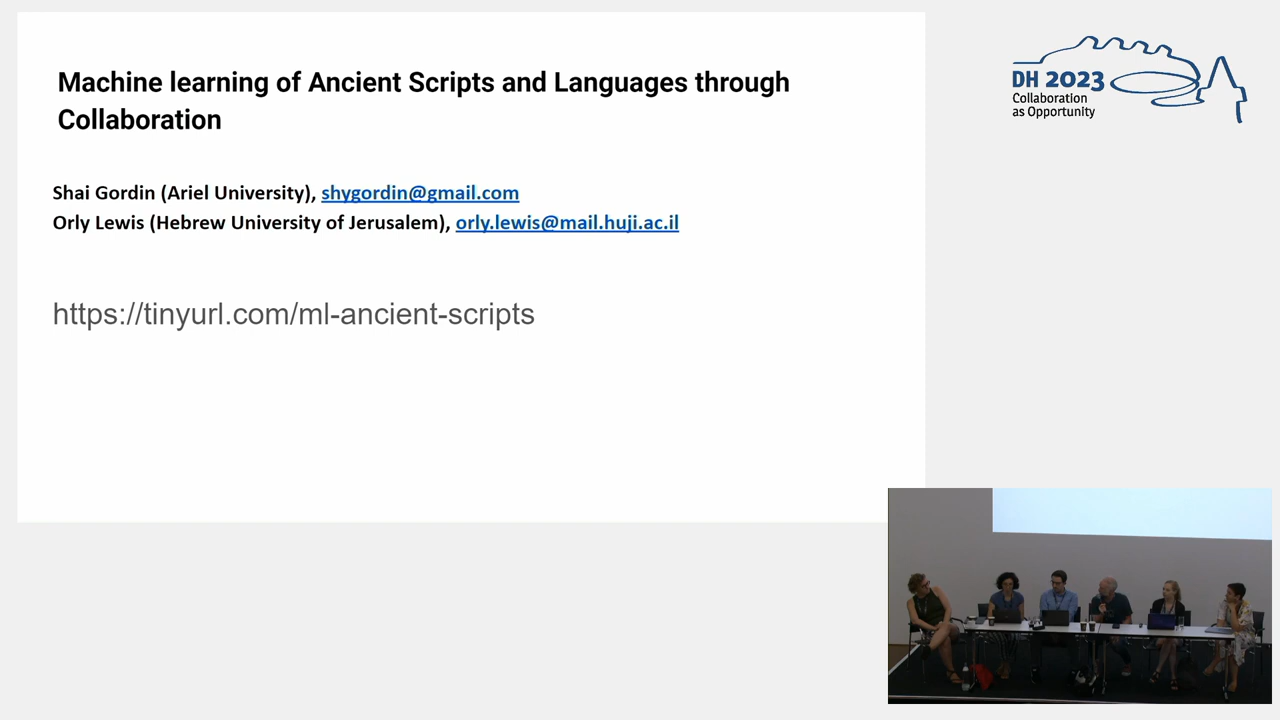 Machine learning of Ancient Scripts and Languages through
Collaboration
Shai Gordin (Ariel University), shygordin@gmail.com
Orly Lewis (Hebrew University of Jerusalem), orly.lewis@mail.huji.ac.il
https://tinyurl.com/ml-ancient-scripts
DH 2023
Collaboration
as Opportunity